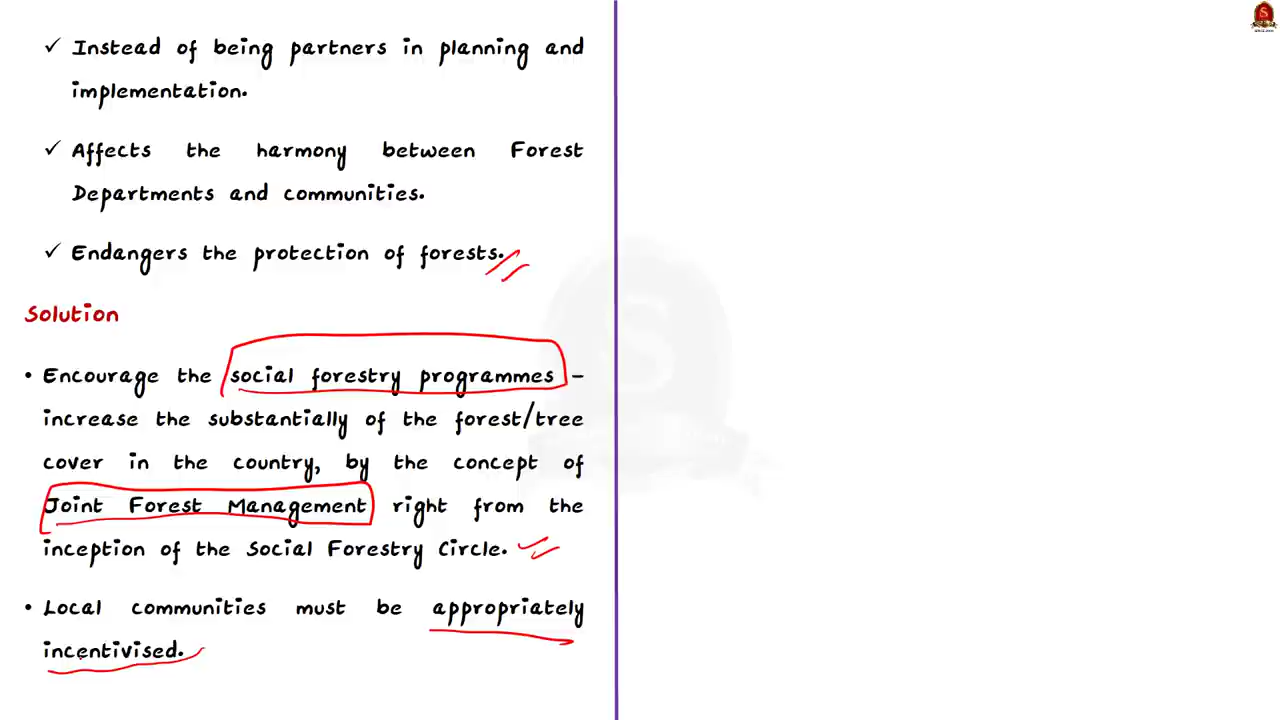 ✓ Instead of being partners in planning and
implementation.
✓ Affects the harmony between Forest
Departments and communities.
✓ Endangers the protection of forests.
Solution
• Encourage the social forestry programmes –
increase the substantially of the forest/tree
cover in the country, by the concept of
Joint Forest Management right from the
inception of the Social Forestry Circle.
• Local communities must be appropriately
incentivised.